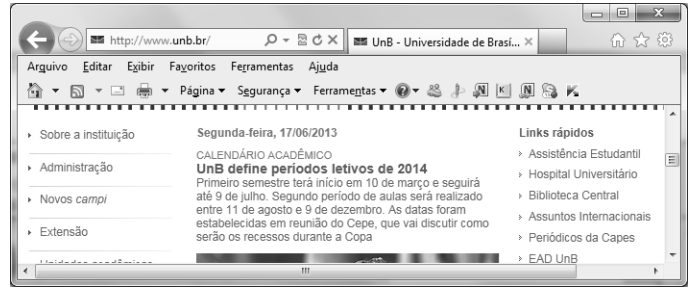 http://www.unb.br/
UnB - Universidade de Brasí...
Arquivo Editar Exibir Favoritos Ferramentas Ajuda
Página Segurança Ferramentas
Sobre a instituição
Administração
Novos campi
Extensão
Unidades acadêmicas
Segunda-feira, 17/06/2013
CALENDÁRIO ACADÊMICO
UnB define períodos letivos de 2014
Primeiro semestre terá início em 10 de março e seguirá
até 9 de julho. Segundo período de aulas será realizado
entre 11 de agosto e 9 de dezembro. As datas foram
estabelecidas em reunião do Cepe, que vai discutir como
serão os recessos durante a Copa
Links rápidos
Assistência Estudantil
Hospital Universitário
Biblioteca Central
Assuntos Internacionais
Periódicos da Capes
EAD UnB